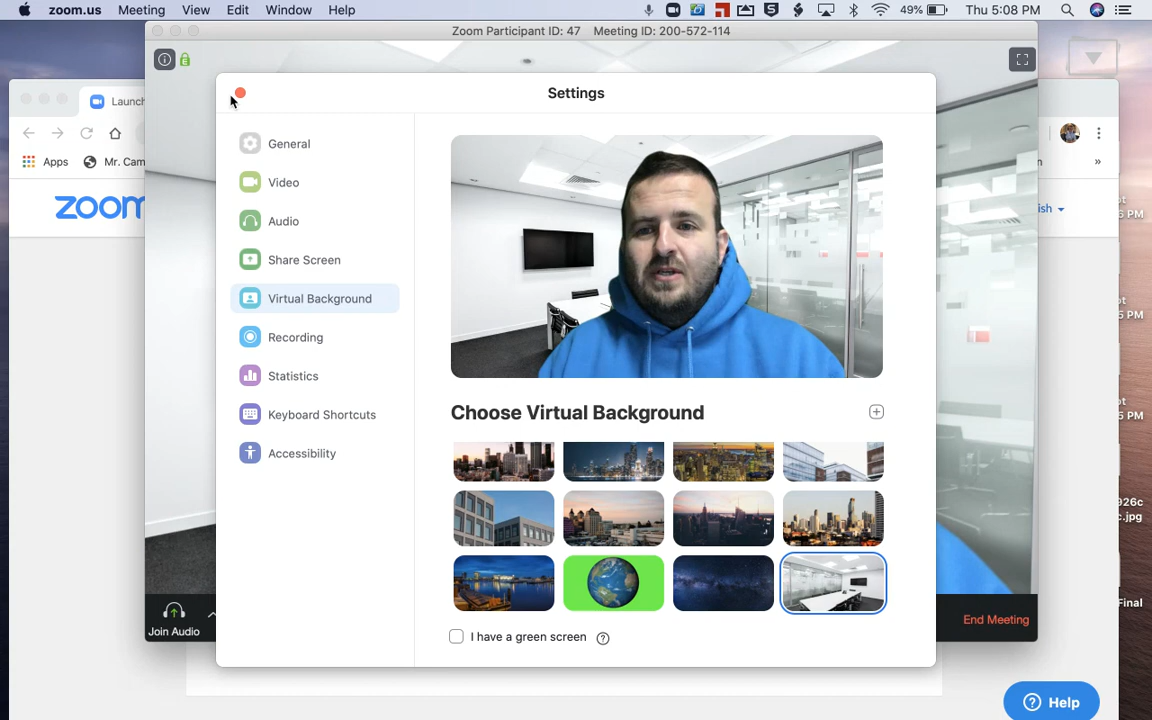 zoom.us Meeting View Edit Window Help 49% Thu 5:08 PM
Zoom Participant ID: 47 Meeting ID: 200-572-114
Launch
Apps Mr. Cam
zoom
Settings
General
Video
Audio
Share Screen
Virtual Background
Recording
Statistics
Keyboard Shortcuts
Accessibility
Choose Virtual Background
I have a green screen
Join Audio
End Meeting
Help
Final